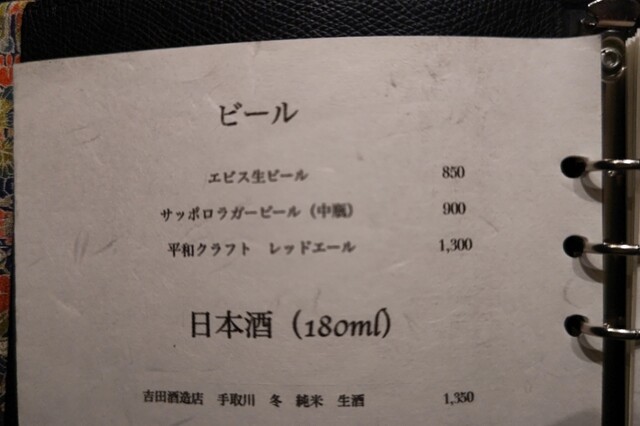 ビール
エビス生ビール 850
サッポロラガービール（中瓶） 900
平和クラフト レッドエール 1,300
日本酒（180ml）
吉田酒造店 手取川 冬 純米 生酒 1,350